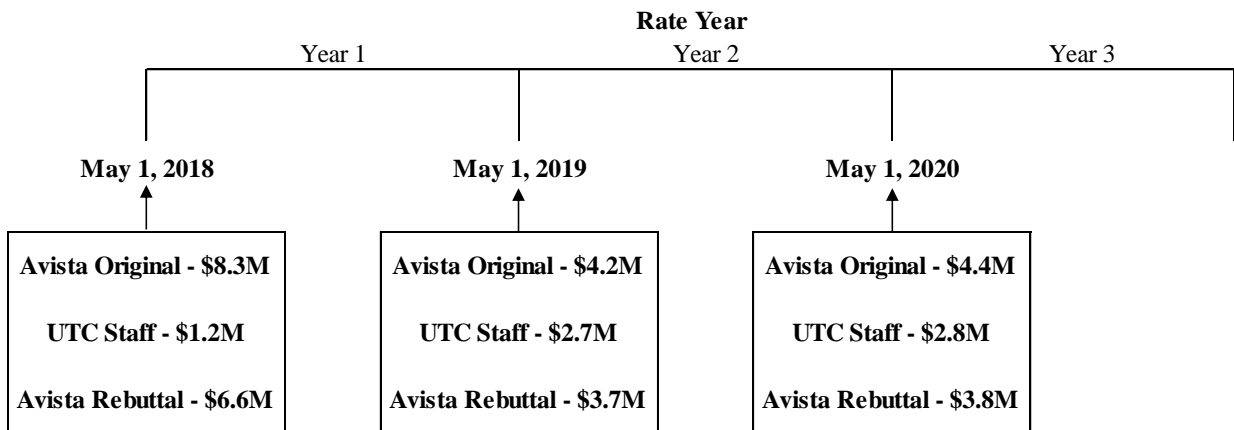 Rate Year
Year 1
Year 2
Year 3
May 1, 2018
May 1, 2019
May 1, 2020
Avista Original - $8.3M
UTC Staff - $1.2M
Avista Rebuttal - $6.6M
Avista Original - $4.2M
UTC Staff - $2.7M
Avista Rebuttal - $3.7M
Avista Original - $4.4M
UTC Staff - $2.8M
Avista Rebuttal - $3.8M